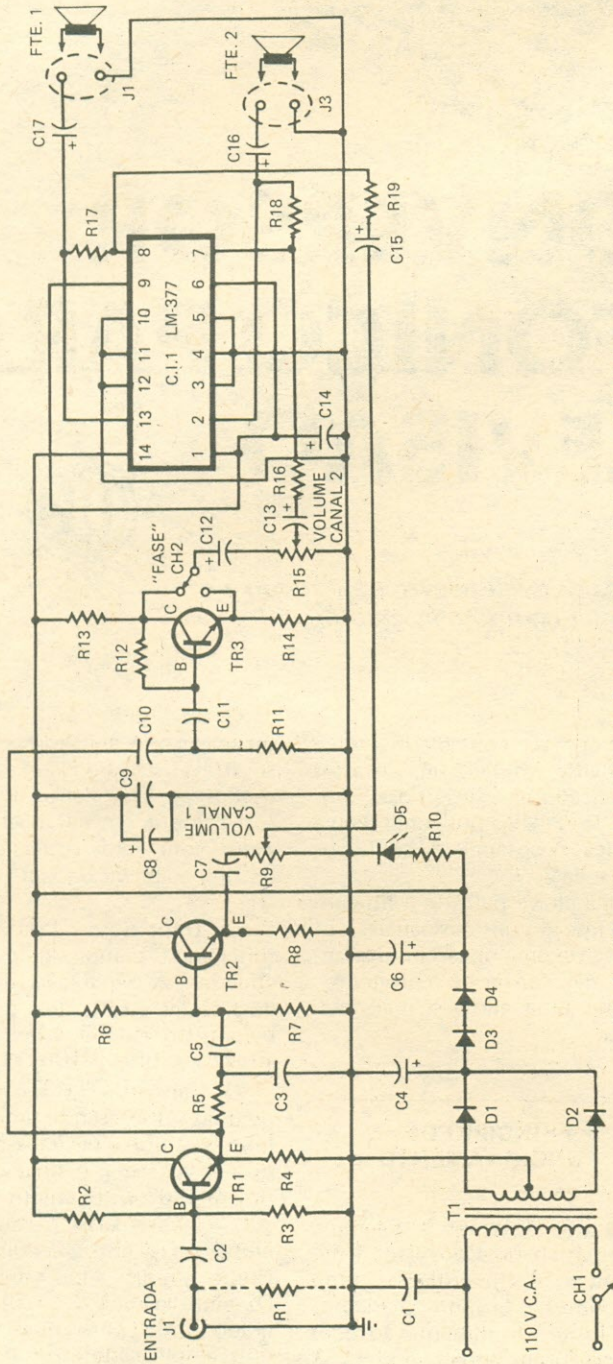 ENTRADA
J1
R1
C1
C2
R2
R3
B
C
E
TR1
R4
R5
C3
C5
R6
R7
B
C
E
TR2
R8
C7
R9
VOLUME
CANAL 1
C8
C9
C10
C11
R11
R12
R13
B
C
E
TR3
R14
"FASE"
CH2
C12
R15
C13
R16
VOLUME
CANAL 2
C14
14
13
12
11
10
9
8
C.I.1 LM-377
1
2
3
4
5
6
7
R17
R18
C15
R19
C17
C16
FTE. 1
J1
FTE. 2
J3
110 V C.A.
CH1
T1
D1
D2
C4
D3
D4
C6
D5
R10